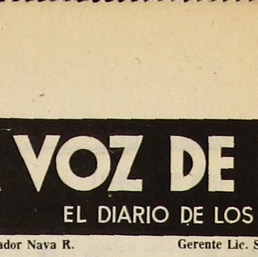 VOZ DE
EL DIARIO DE LOS
ador Nava R. Gerente Lic. S